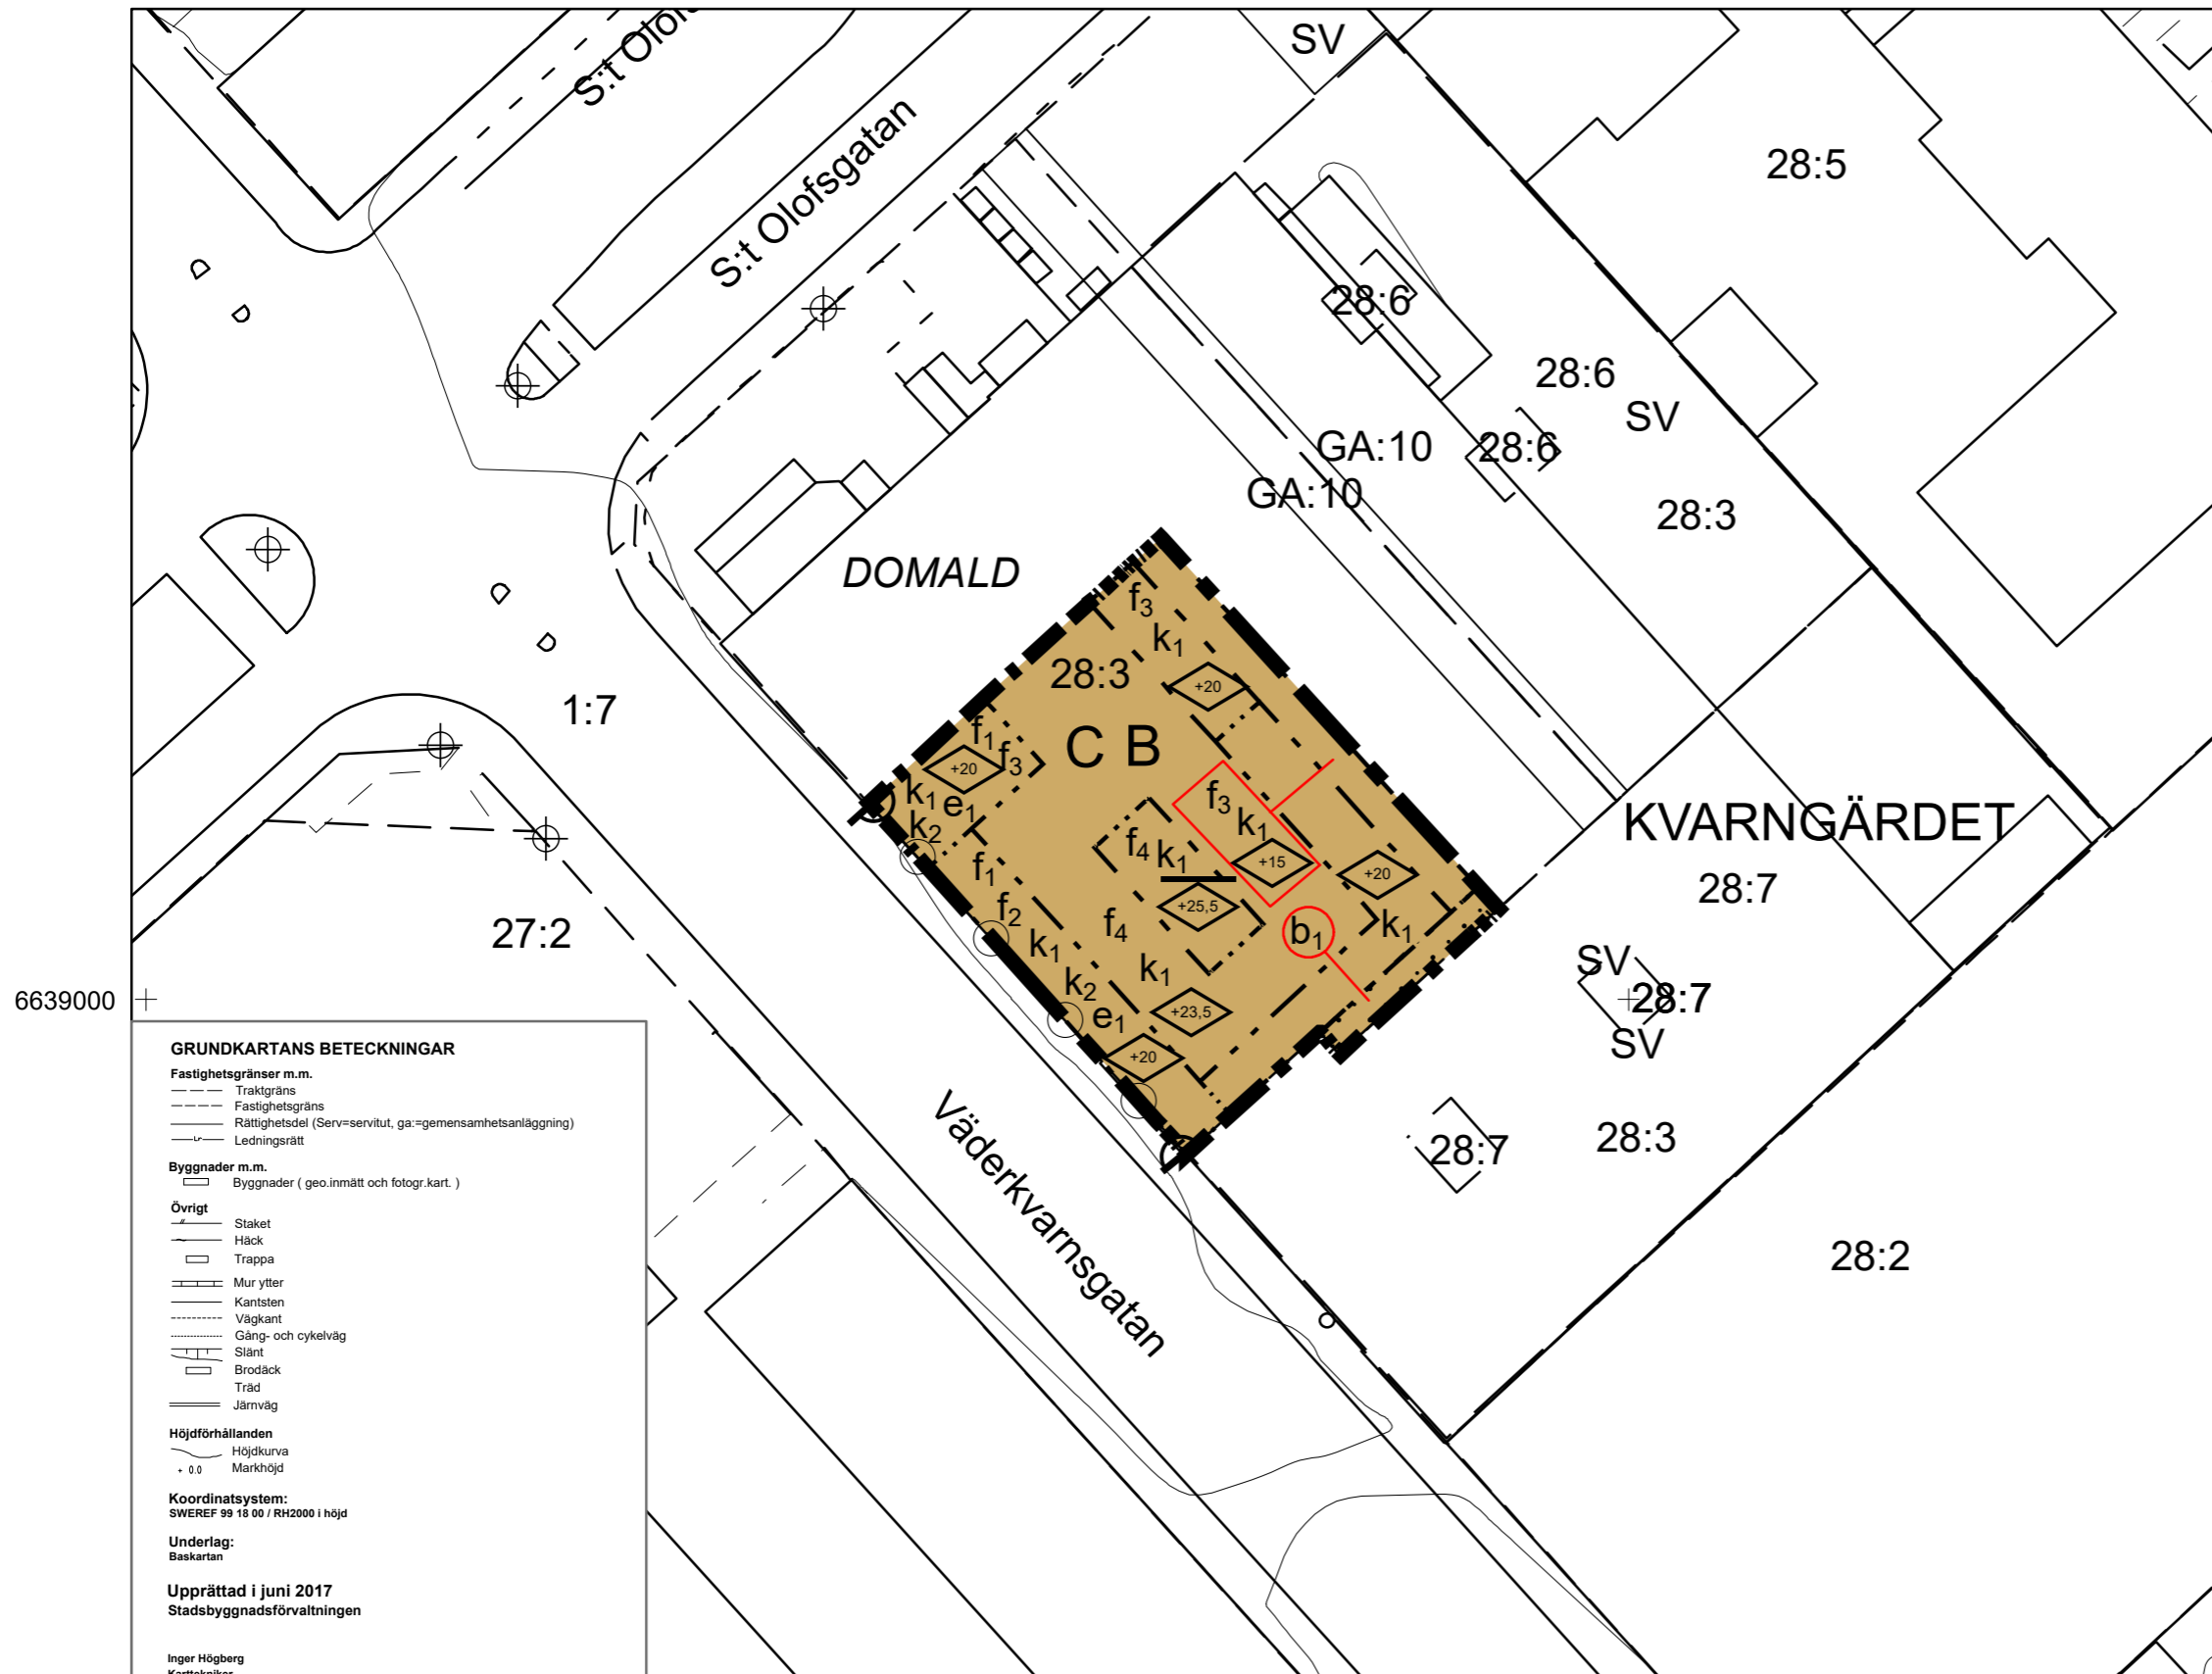 S:t Olofsgatan
SV
28:5
28:6
28:6
SV
GA:10
28:6
GA:10
28:3
DOMALD
f3
k1
28:3
+20
1:7
f1
C B
f3
+20
k1
e1
f3
k1
k2
KVARNGÄRDET
f4
k1
+15
f1
+20
28:7
+25,5
f2
f4
b1
k1
27:2
k1
SV
k1
k2
6639000
28:7
e1
+23,5
SV
+20
Väderkvarnsgatan
28:7
28:3
28:2
GRUNDKARTANS BETECKNINGAR
Fastighetsgränser m.m.
Traktgräns
Fastighetsgräns
Rättighetsdel (Serv=servitut, ga:=gemensamhetsanläggning)
Lr
Ledningsrätt
Byggnader m.m.
Byggnader ( geo.inmätt och fotogr.kart. )
Övrigt
Staket
Häck
Trappa
Mur ytter
Kantsten
Vägkant
Gång- och cykelväg
Slänt
Brodäck
Träd
Järnväg
Höjdförhållanden
Höjdkurva
+ 0.0 Markhöjd
Koordinatsystem:
SWEREF 99 18 00 / RH2000 i höjd
Underlag:
Baskartan
Upprättad i juni 2017
Stadsbyggnadsförvaltningen
Inger Högberg
Karttekniker